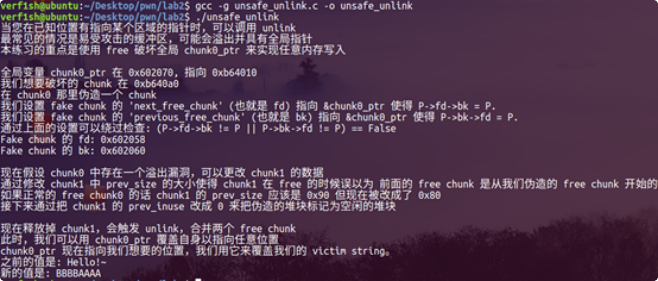 verf1sh@ubuntu:~/Desktop/pwn/lab2$ gcc -g unsafe_unlink.c -o unsafe_unlink
verf1sh@ubuntu:~/Desktop/pwn/lab2$ ./unsafe_unlink
当您在已知位置有指向某个区域的指针时，可以调用 unlink
最常见的情况是易受攻击的缓冲区，可能会溢出并具有全局指针
本练习的重点是使用 free 破坏全局 chunk0_ptr 来实现任意内存写入
全局变量 chunk0_ptr 在 0x602070, 指向 0xb64010
我们想要破坏的 chunk 在 0xb640a0
在 chunk0 那里伪造一个 chunk
我们设置 fake chunk 的 'next_free_chunk' (也就是 fd) 指向 &chunk0_ptr 使得 P->fd->bk = P.
我们设置 fake chunk 的 'previous_free_chunk' (也就是 bk) 指向 &chunk0_ptr 使得 P->bk->fd = P.
通过上面的设置可以绕过检查: (P->fd->bk != P || P->bk->fd != P) == False
Fake chunk 的 fd: 0x602058
Fake chunk 的 bk: 0x602060
现在假设 chunk0 中存在一个溢出漏洞，可以更改 chunk1 的数据
通过修改 chunk1 中 prev_size 的大小使得 chunk1 在 free 的时候误以为 前面的 free chunk 是从我们伪造的 free chunk 开始的
如果正常的 free chunk0 的话 chunk1 的 prev_size 应该是 0x90 但现在被改成了 0x80
接下来通过把 chunk1 的 prev_inuse 改成 0 来把伪造的堆块标记为空闲的堆块
现在释放掉 chunk1，会触发 unlink，合并两个 free chunk
此时，我们可以用 chunk0_ptr 覆盖自身以指向任意位置
chunk0_ptr 现在指向我们想要的位置，我们用它来覆盖我们的 victim string。
之前的值是: Hello!~
新的值是: BBBBAAAA